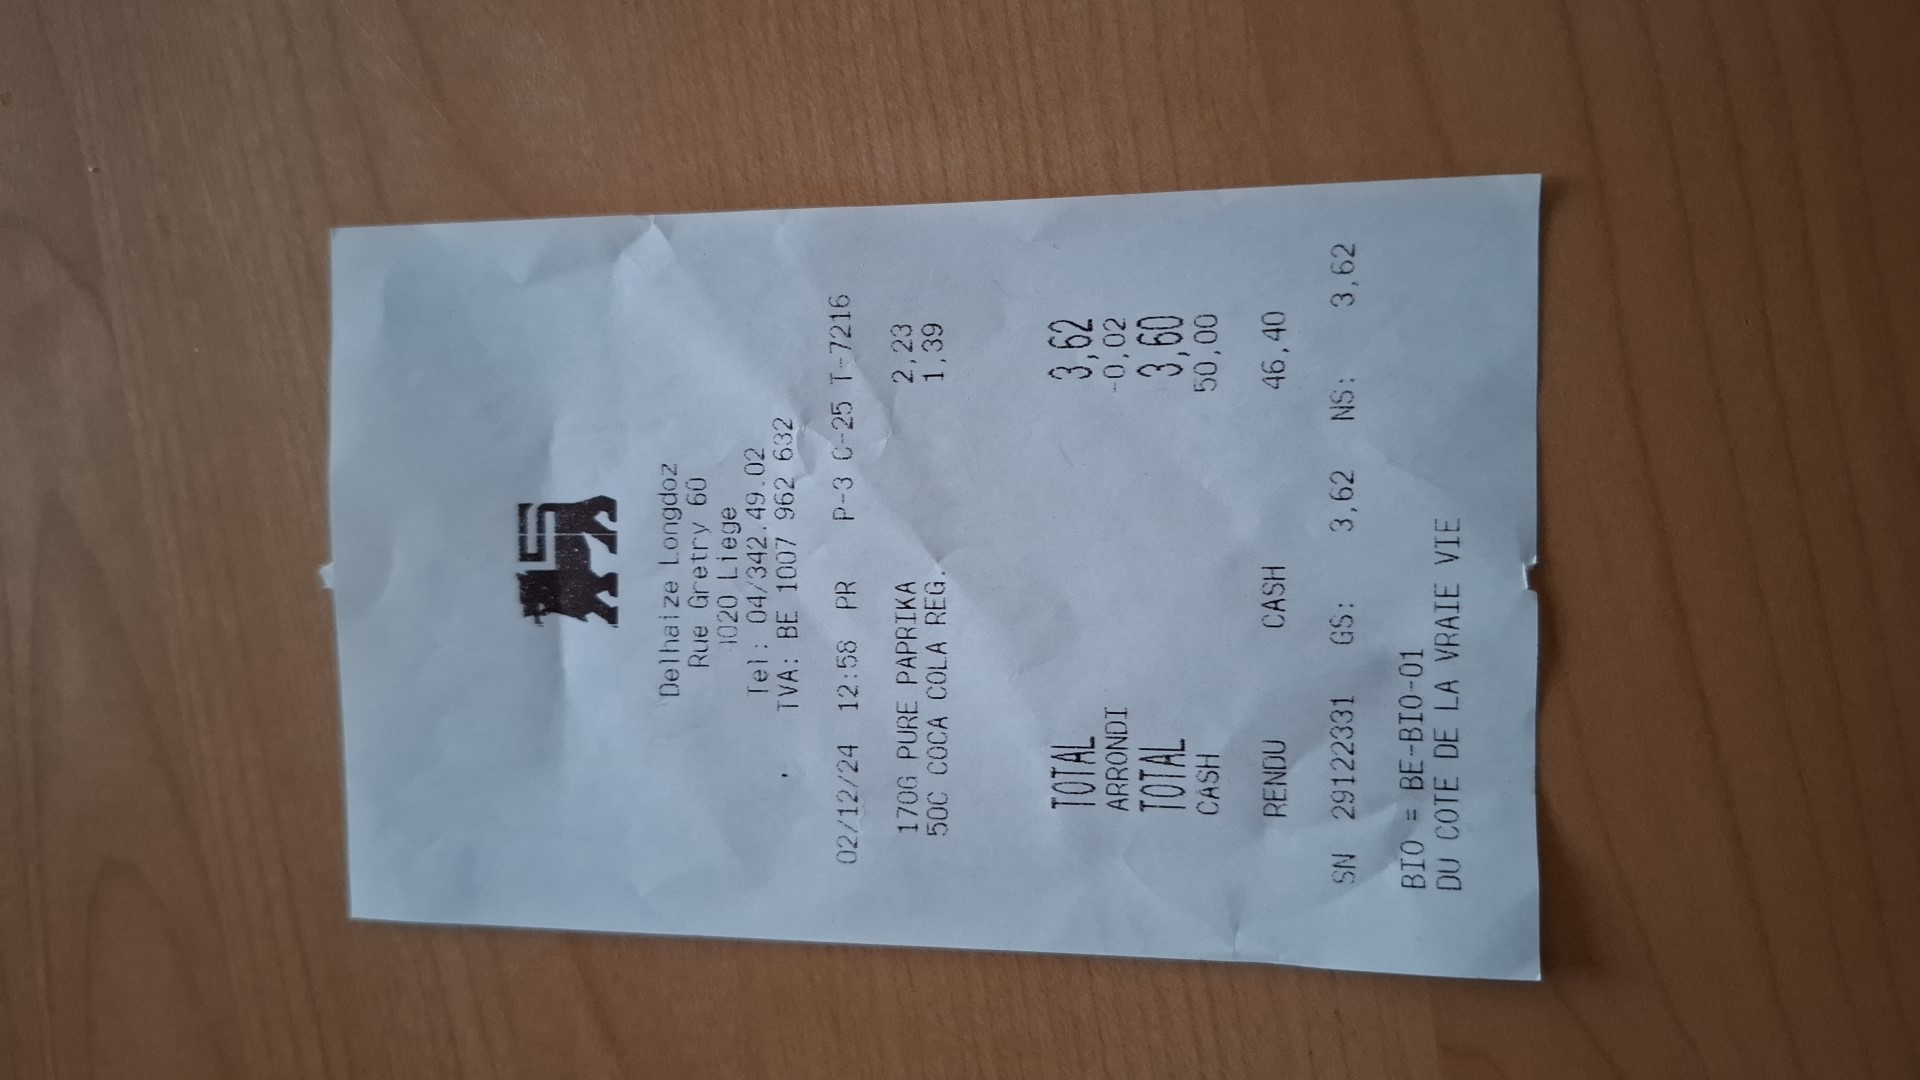 Delhaize Longdoz
Rue Gretry 60
4020 Liege
Tel: 04/342.49.02
TVA: BE 1007 962 632
02/12/24 12:58 PR P-3 C-25 T-7216
170G PURE PAPRIKA 2,23
50C COCA COLA REG. 1,39
TOTAL 3,62
ARRONDI -0,02
TOTAL 3,60
CASH 50,00
RENDU CASH 46,40
SN 29122331 GS: 3,62 NS: 3,62
BIO = BE-BIO-01
DU COTE DE LA VRAIE VIE